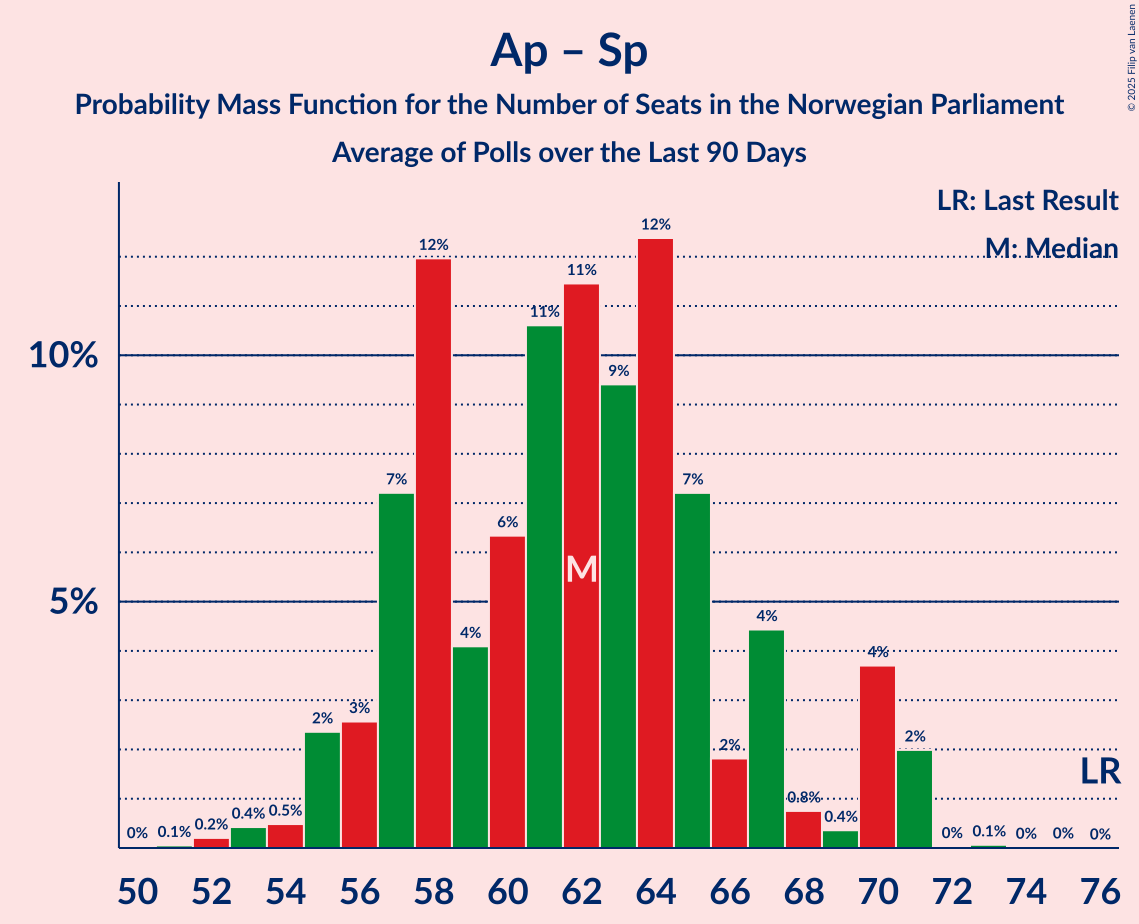 Ap – Sp
Probability Mass Function for the Number of Seats in the Norwegian Parliament
Average of Polls over the Last 90 Days
© 2025 Filip van Laenen
LR: Last Result
M: Median
10%
5%
0% 0.1% 0.2% 0.4% 0.5% 2% 3% 7% 12% 4% 6% 11% 11% 9% 12% 7% 2% 4% 0.8% 0.4% 4% 2% 0% 0.1% 0% 0% 0%
M
LR
50 52 54 56 58 60 62 64 66 68 70 72 74 76